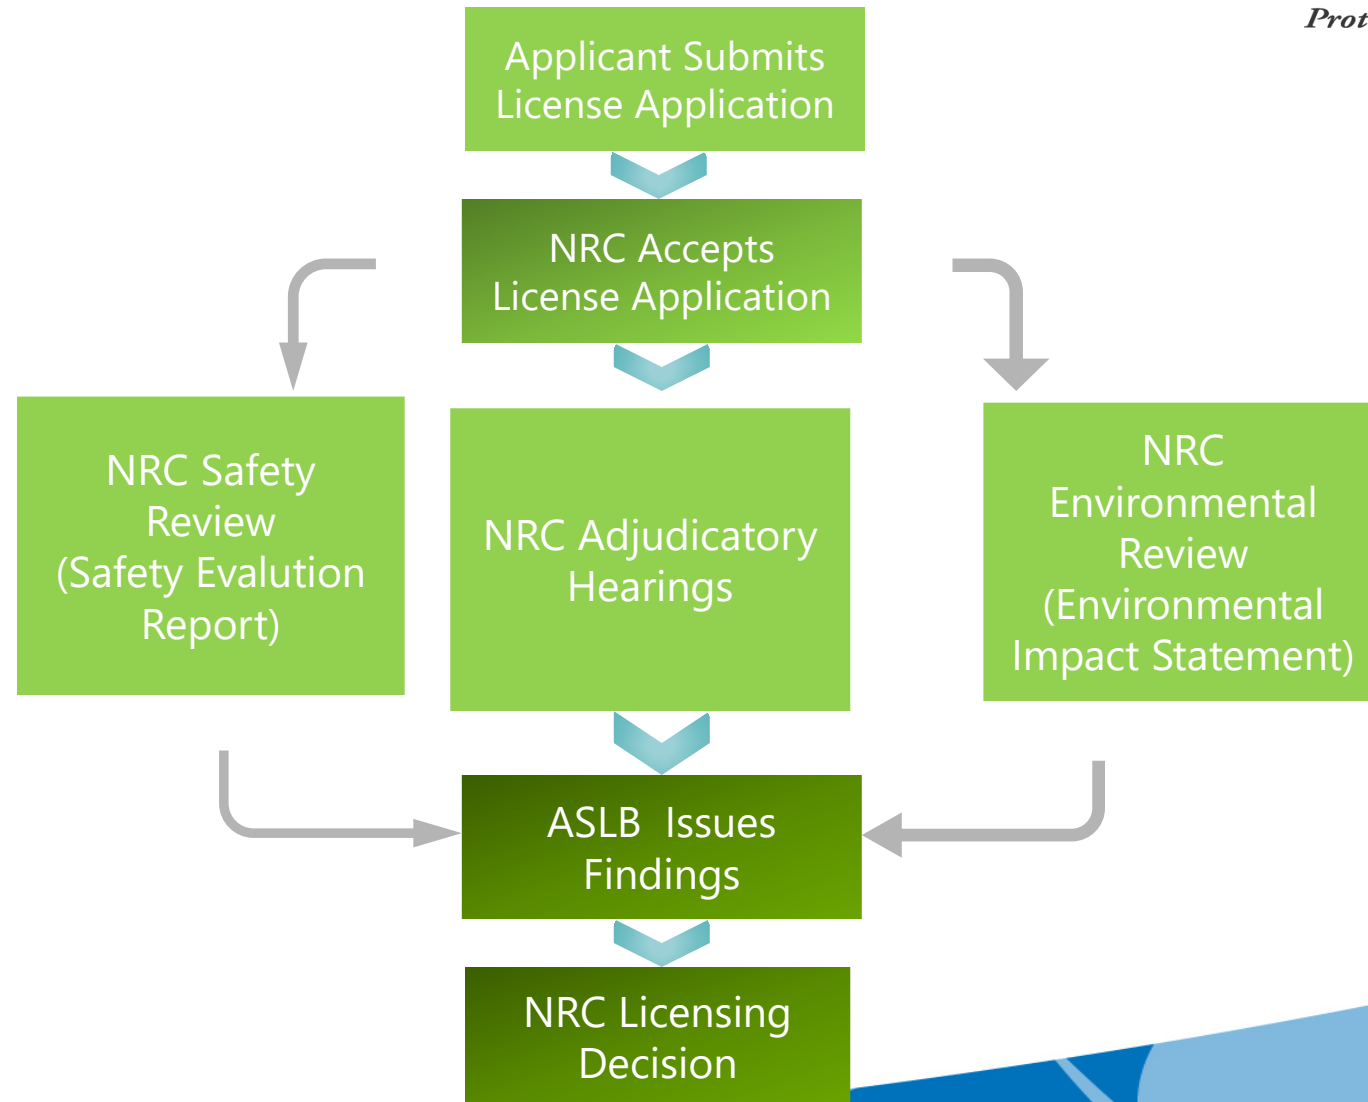 Prot
Applicant Submits
License Application
NRC Accepts
License Application
NRC Safety
Review
(Safety Evalution
Report)
NRC Adjudicatory
Hearings
NRC
Environmental
Review
(Environmental
Impact Statement)
ASLB Issues
Findings
NRC Licensing
Decision